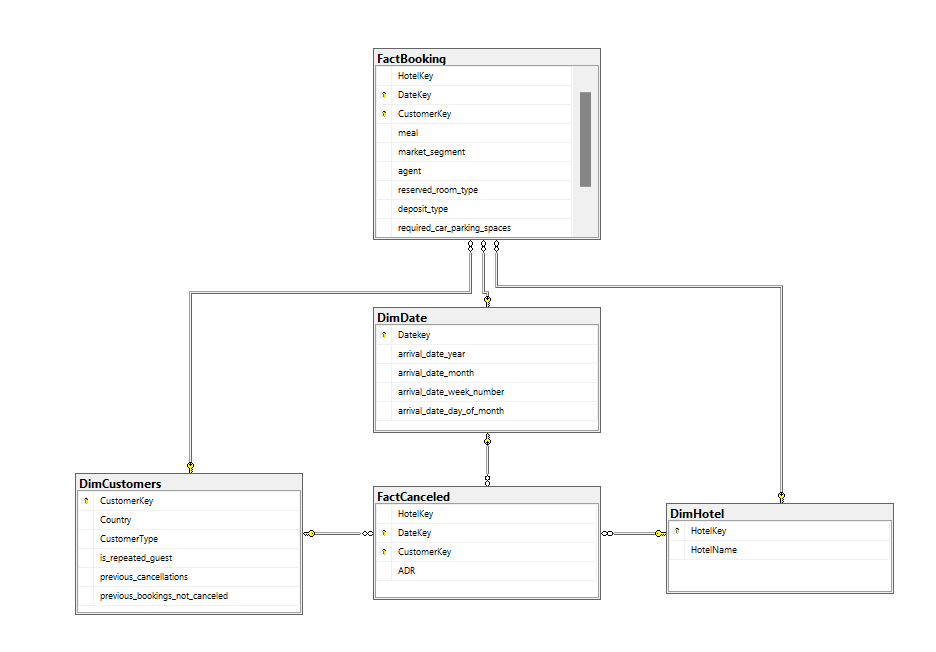 FactBooking
HotelKey
DateKey
CustomerKey
meal
market_segment
agent
reserved_room_type
deposit_type
required_car_parking_spaces
DimDate
Datekey
arrival_date_year
arrival_date_month
arrival_date_week_number
arrival_date_day_of_month
DimCustomers
CustomerKey
Country
CustomerType
is_repeated_guest
previous_cancellations
previous_bookings_not_canceled
FactCanceled
HotelKey
DateKey
CustomerKey
ADR
DimHotel
HotelKey
HotelName